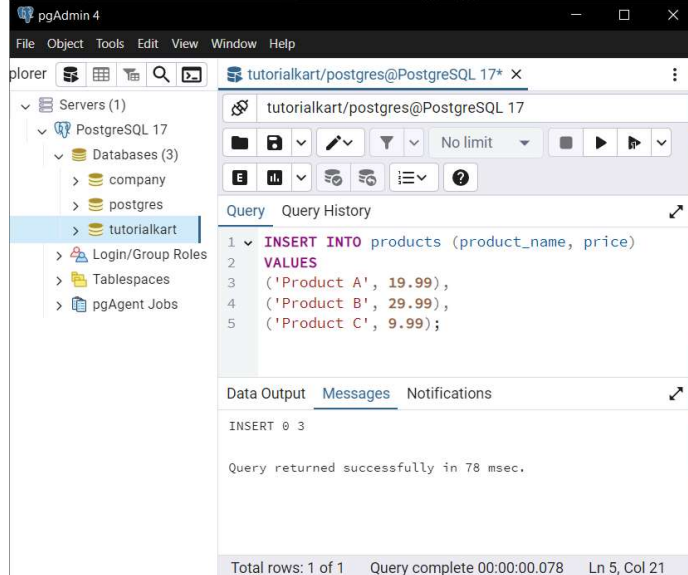 pgAdmin 4
File Object Tools Edit View Window Help
plorer
tutorialkart/postgres@PostgreSQL 17*
Servers (1)
PostgreSQL 17
Databases (3)
company
postgres
tutorialkart
Login/Group Roles
Tablespaces
pgAgent Jobs
tutorialkart/postgres@PostgreSQL 17
No limit
E
Query Query History
1 INSERT INTO products (product_name, price)
2 VALUES
3 ('Product A', 19.99),
4 ('Product B', 29.99),
5 ('Product C', 9.99);
Data Output Messages Notifications
INSERT 0 3
Query returned successfully in 78 msec.
Total rows: 1 of 1 Query complete 00:00:00.078 Ln 5, Col 21